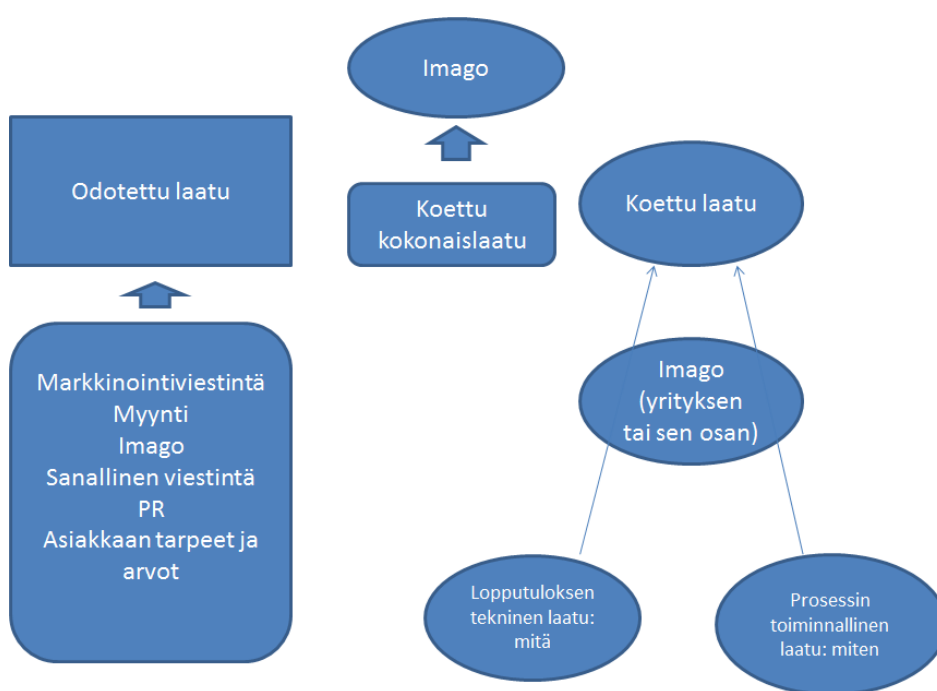 Imago
Odotettu laatu
Koettu
kokonaislaatu
Koettu laatu
Markkinointiviestintä
Myynti
Imago
Sanallinen viestintä
PR
Asiakkaan tarpeet ja
arvot
Imago
(yrityksen
tai sen osan)
Lopputuloksen
tekninen laatu:
mitä
Prosessin
toiminnallinen
laatu: miten